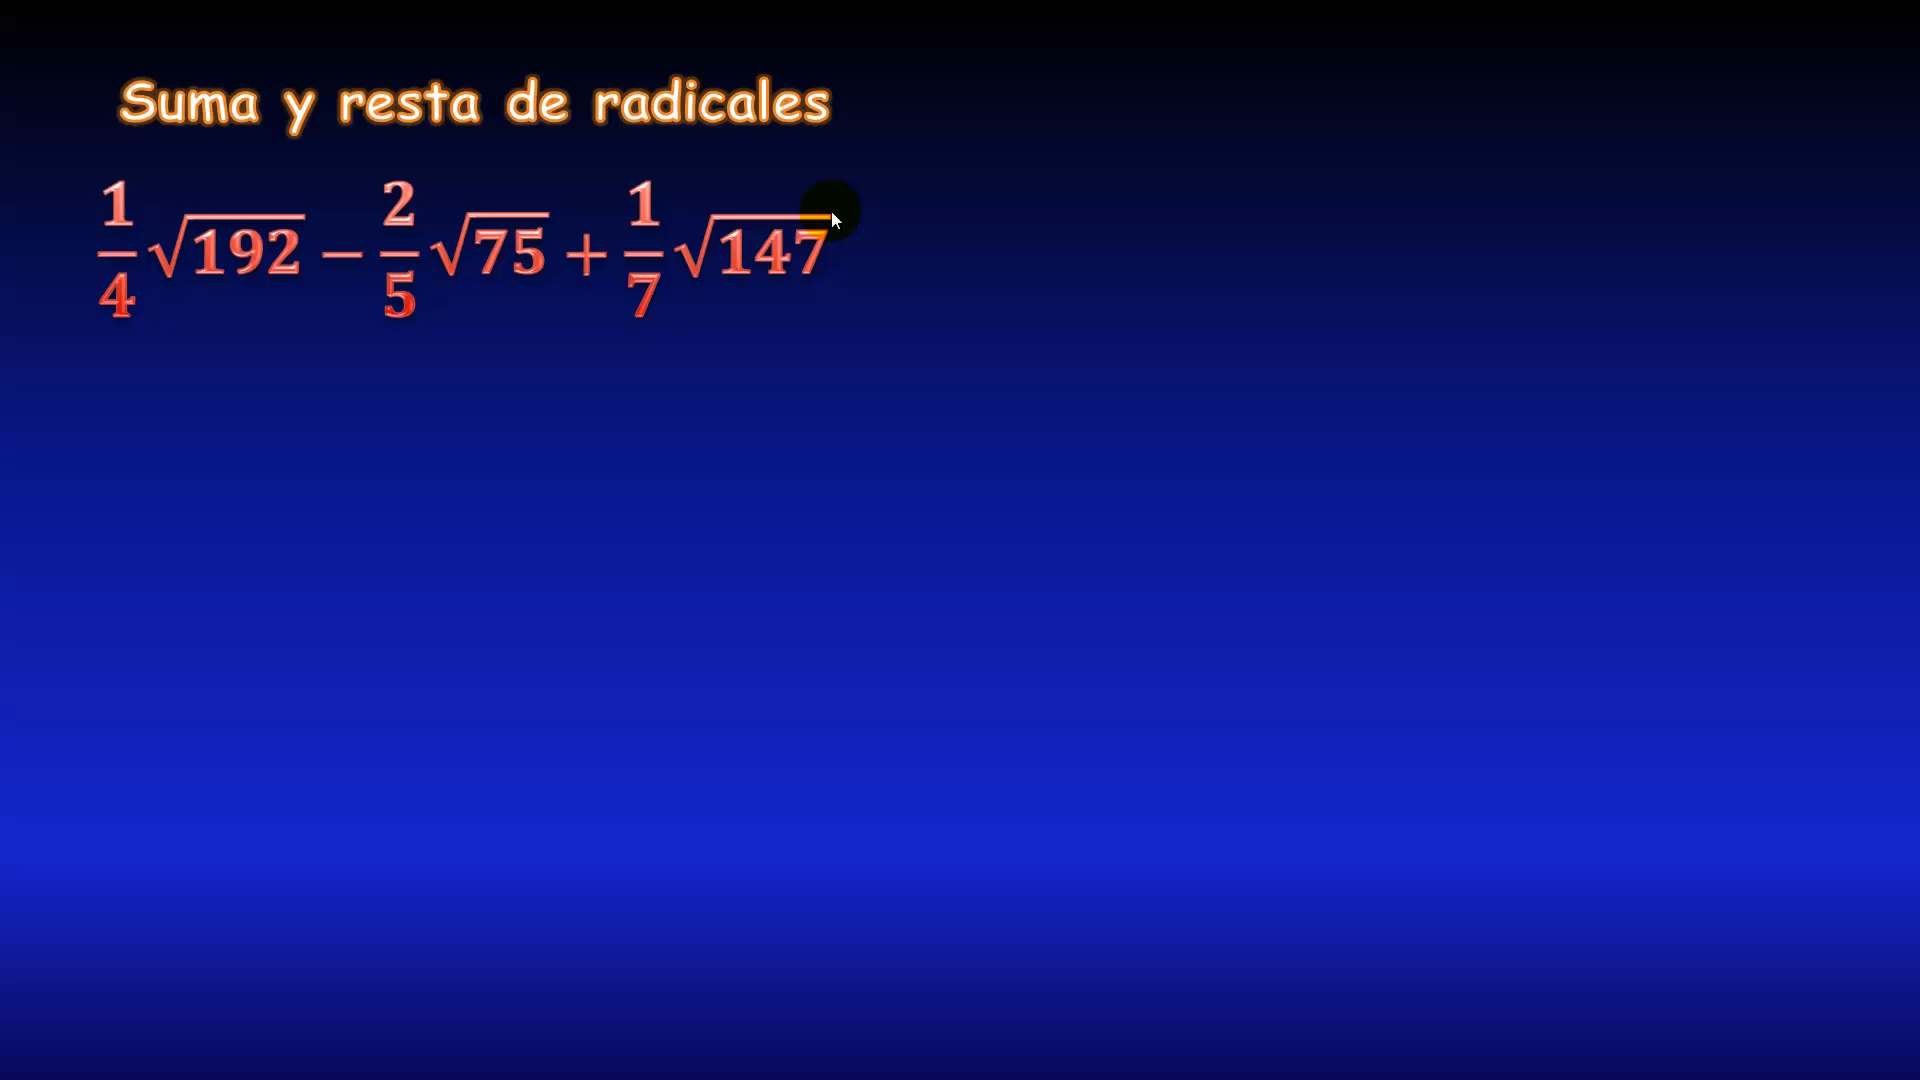 Suma y resta de radicales
1/4 √192 − 2/5 √75 + 1/7 √147